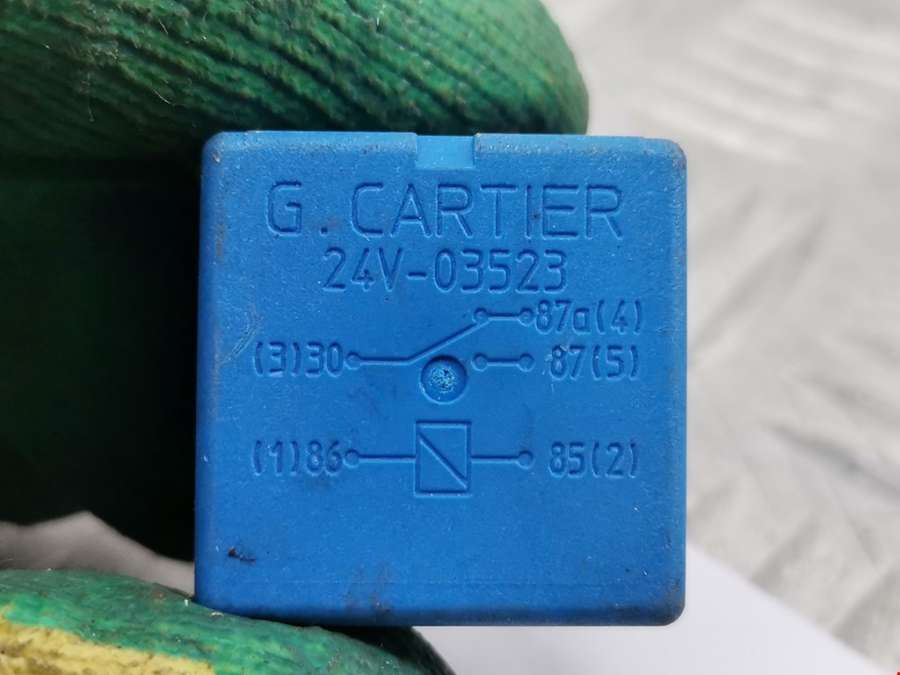 G. CARTIER
24V-03523
87a(4)
(3)30 87(5)
(1)86 85(2)